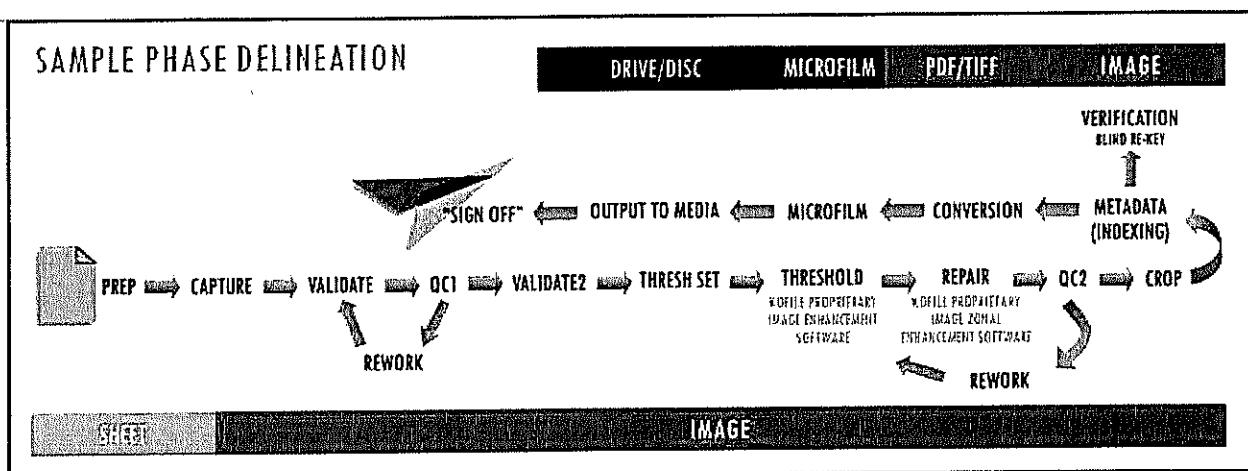 SAMPLE PHASE DELINEATION
DRIVE/DISC MICROFILM PDF/TIFF IMAGE
VERIFICATION
BLIND RE-KEY
"SIGN OFF" OUTPUT TO MEDIA MICROFILM CONVERSION METADATA
(INDEXING)
PREP CAPTURE VALIDATE QC1 VALIDATE2 THRESH SET THRESHOLD REPAIR QC2 CROP
KOFILE PROPRIETARY KOFILE PROPRIETARY
IMAGE ENHANCEMENT IMAGE ZONAL
SOFTWARE ENHANCEMENT SOFTWARE
REWORK
REWORK
SHEET IMAGE